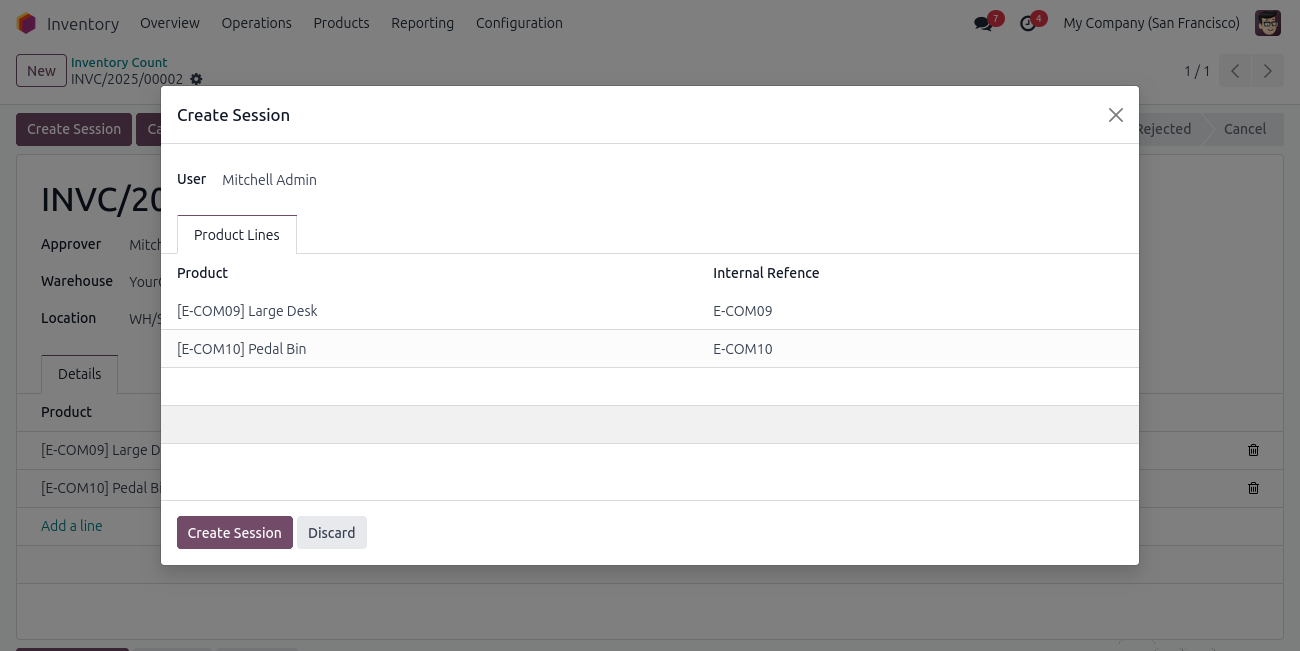 Inventory Overview Operations Products Reporting Configuration 7 4 My Company (San Francisco)
New Inventory Count
INVC/2025/00002 1 / 1
Create Session Rejected Cancel
Create Session
User Mitchell Admin
INVC/20
Approver
Warehouse
Location WH/S
Product Lines
Product Internal Refence
[E-COM09] Large Desk E-COM09
[E-COM10] Pedal Bin E-COM10
Details
Product
[E-COM09] Large D
[E-COM10] Pedal Bi
Add a line
Create Session Discard